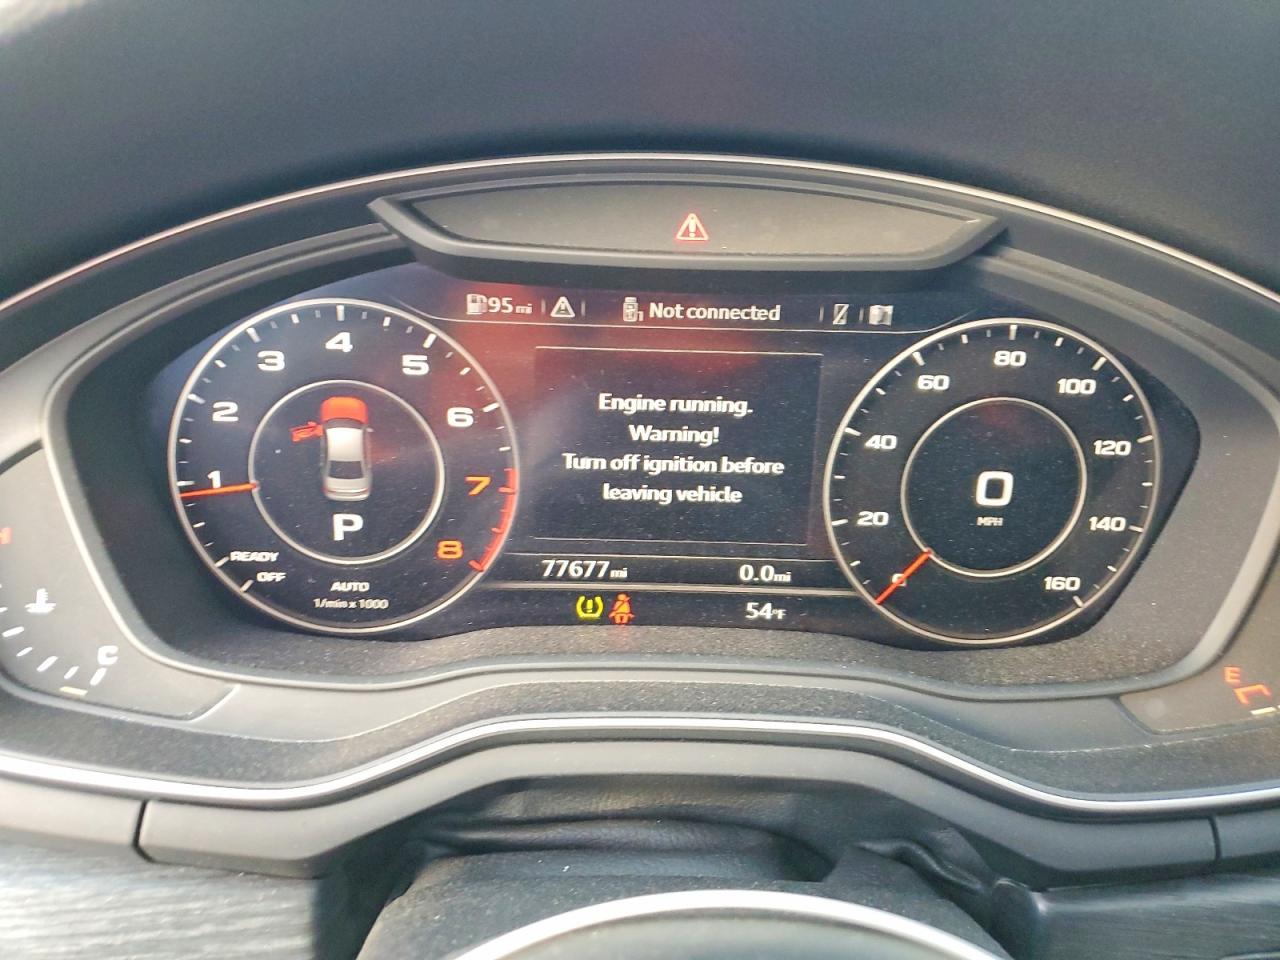 95 mi
Not connected
1
2
3
4
5
6
7
8
P
READY
OFF
AUTO
1/min x 1000
Engine running.
Warning!
Turn off ignition before
leaving vehicle
77677 mi
0.0 mi
54°F
0
20
40
60
80
100
120
140
160
0
MPH
H
C
E